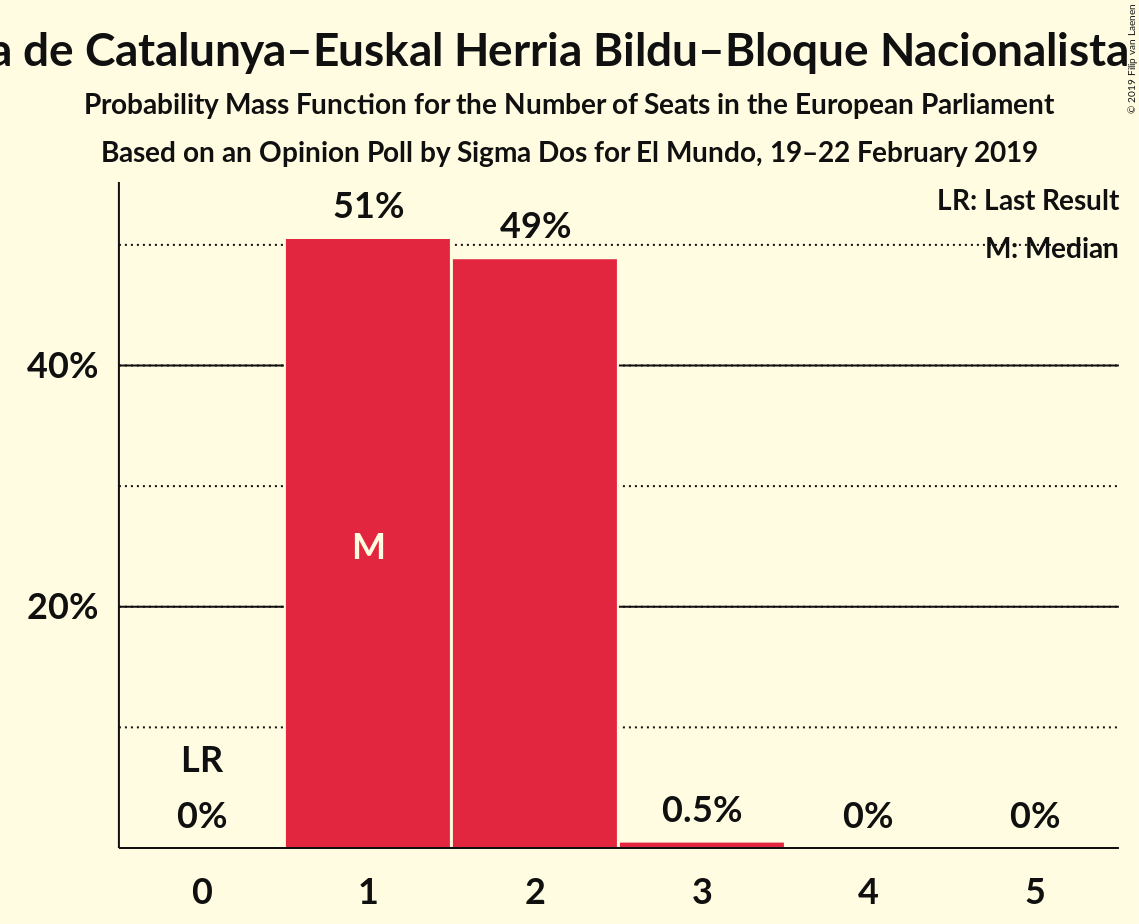 a de Catalunya–Euskal Herria Bildu–Bloque Nacionalista
© 2019 Filip van Laenen
Probability Mass Function for the Number of Seats in the European Parliament
Based on an Opinion Poll by Sigma Dos for El Mundo, 19–22 February 2019
LR: Last Result
M: Median
51%
49%
40%
M
20%
LR
0%
0.5%
0%
0%
0 1 2 3 4 5